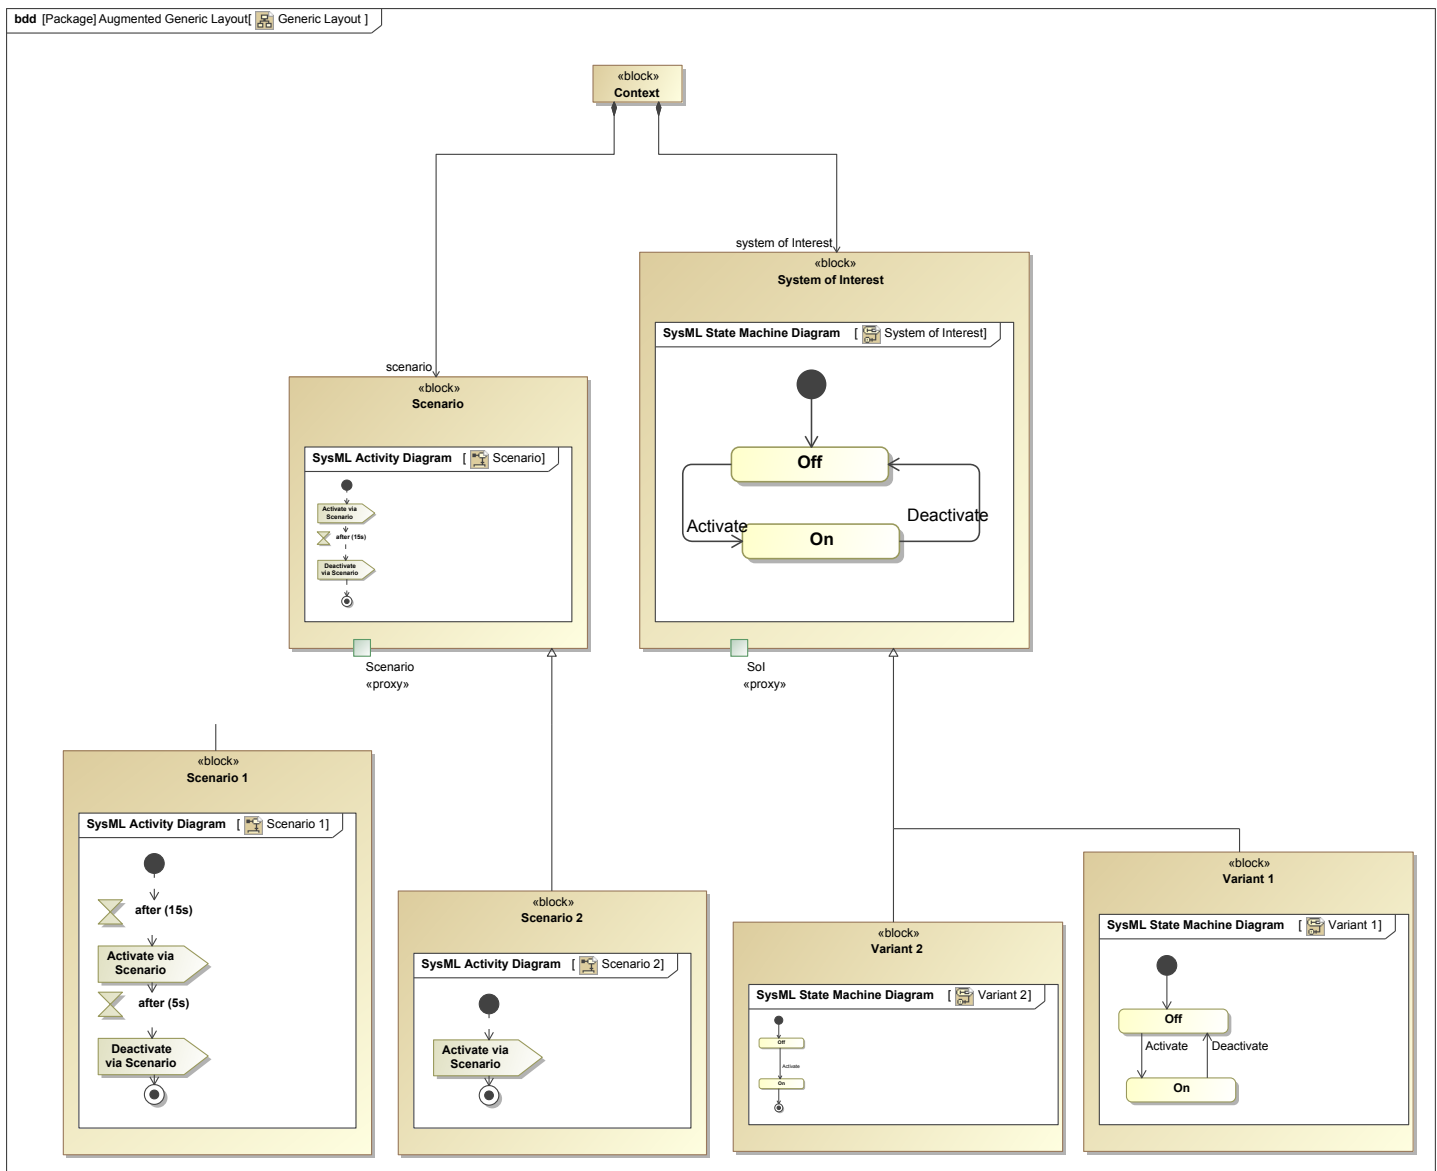 bdd [Package] Augmented Generic Layout[ Generic Layout ]
«block»
Context
system of Interest
«block»
System of Interest
SysML State Machine Diagram [ System of Interest]
Off
Activate
Deactivate
On
SoI
«proxy»
scenario
«block»
Scenario
SysML Activity Diagram [ Scenario]
Activate via
Scenario
after (15s)
Deactivate
via Scenario
Scenario
«proxy»
«block»
Scenario 1
SysML Activity Diagram [ Scenario 1]
after (15s)
Activate via
Scenario
after (5s)
Deactivate
via Scenario
«block»
Scenario 2
SysML Activity Diagram [ Scenario 2]
Activate via
Scenario
«block»
Variant 2
SysML State Machine Diagram [ Variant 2]
Off
Activate
On
«block»
Variant 1
SysML State Machine Diagram [ Variant 1]
Off
Activate
Deactivate
On